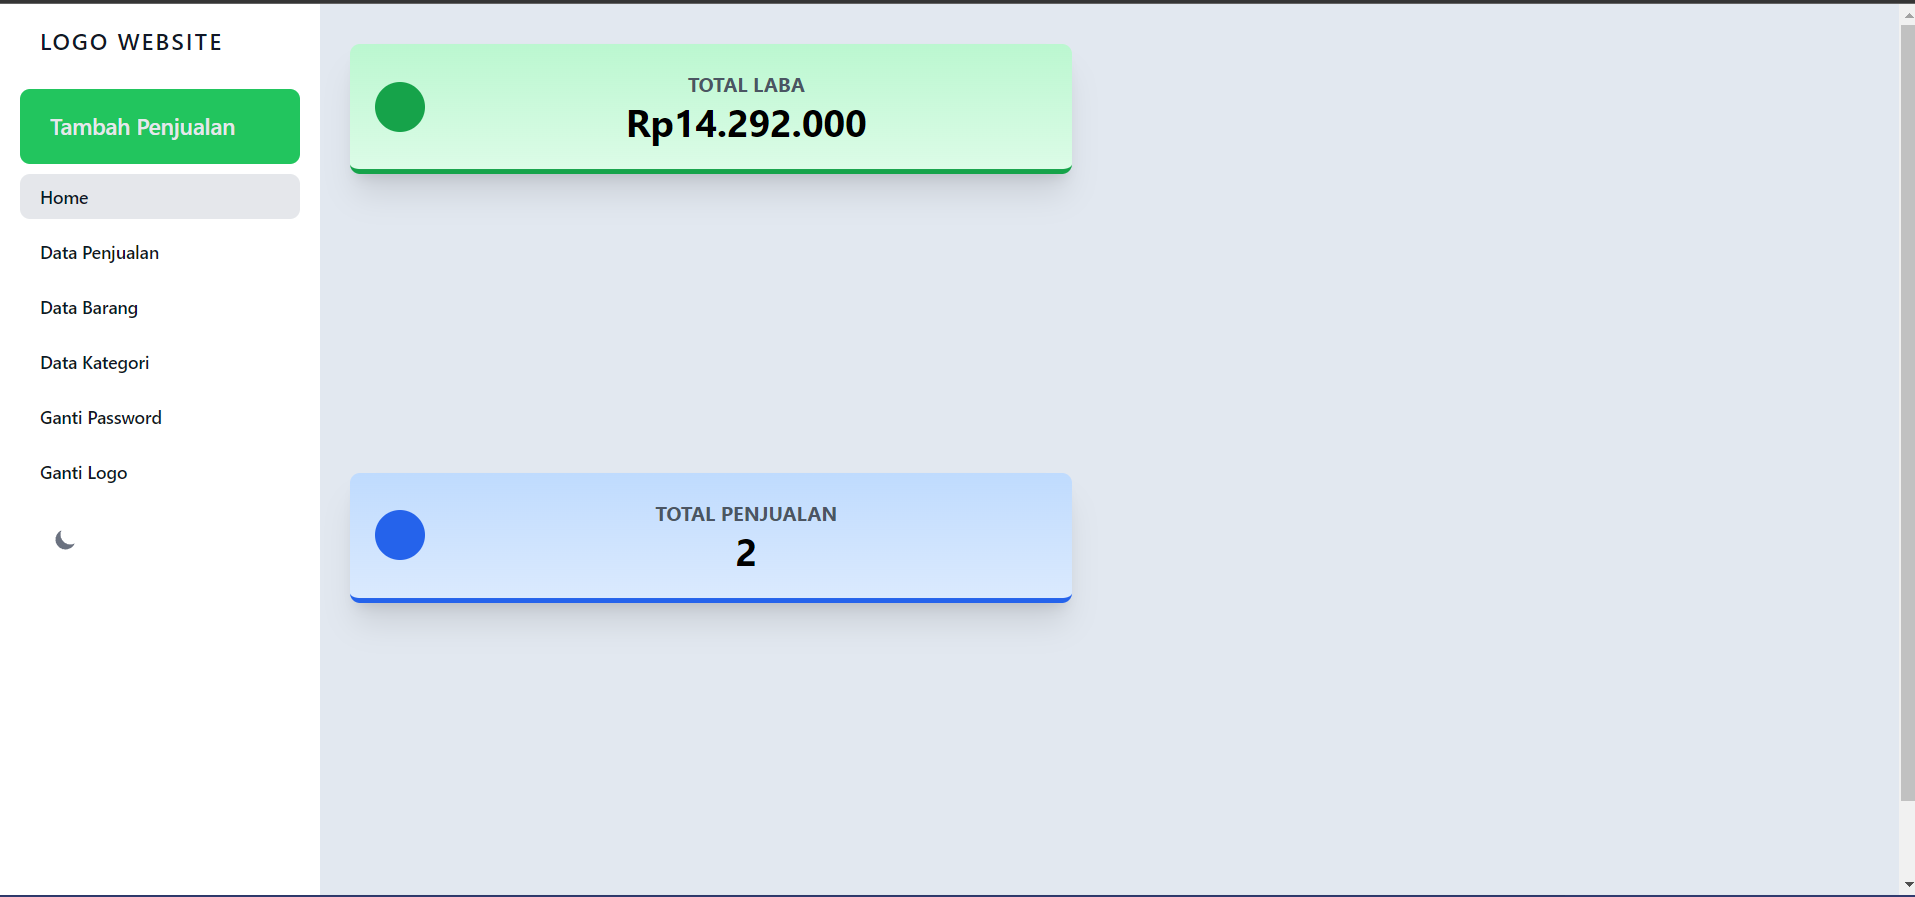 LOGO WEBSITE
Tambah Penjualan
Home
Data Penjualan
Data Barang
Data Kategori
Ganti Password
Ganti Logo
TOTAL LABA
Rp14.292.000
TOTAL PENJUALAN
2